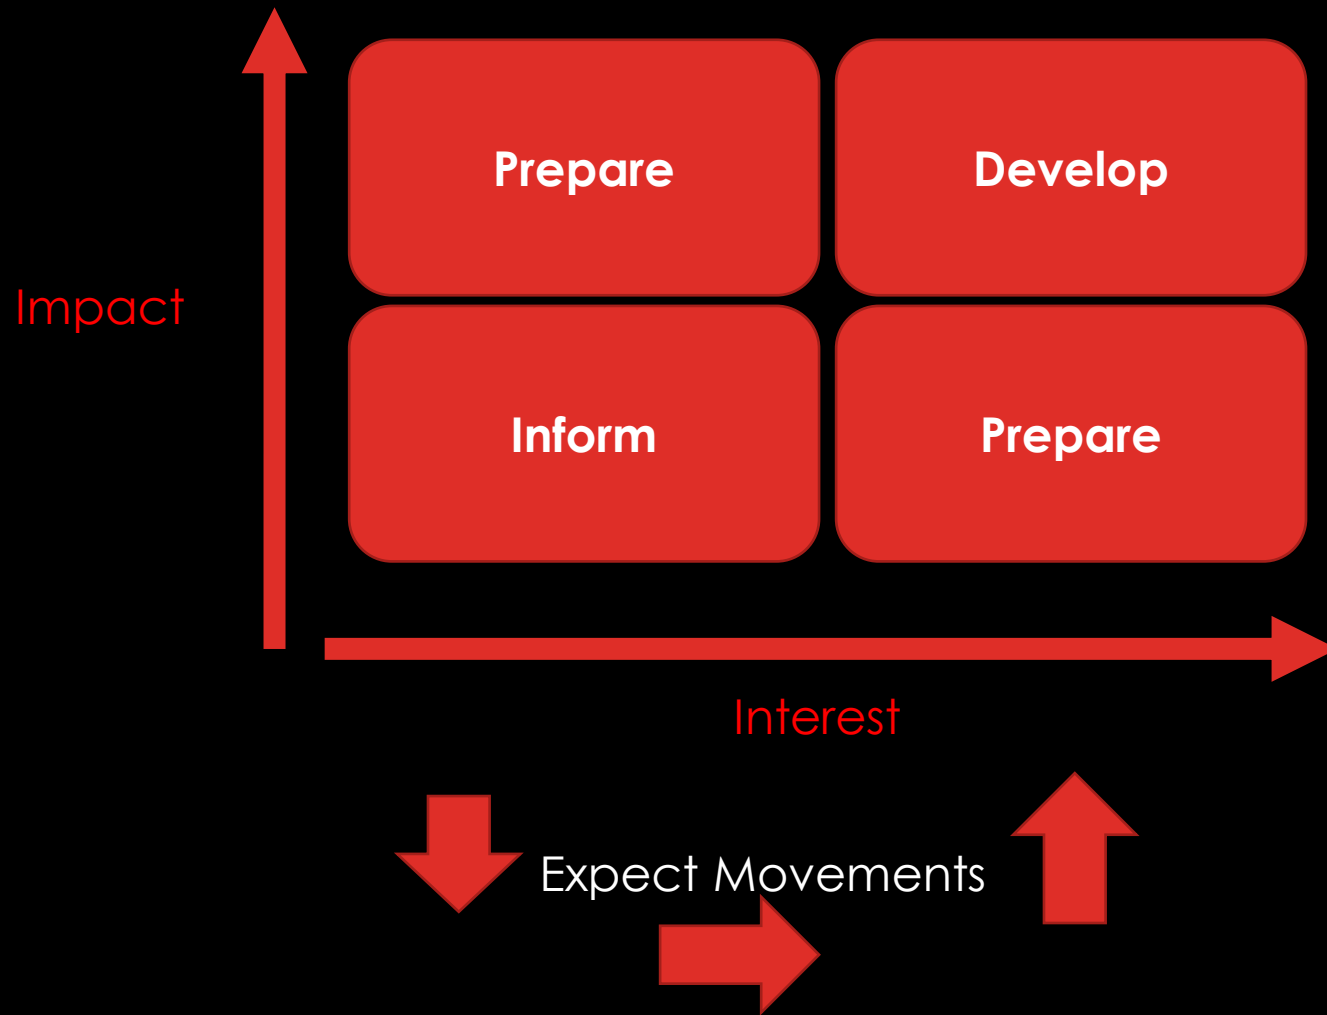 Prepare
Develop
Impact
Inform
Prepare
Interest
Expect Movements